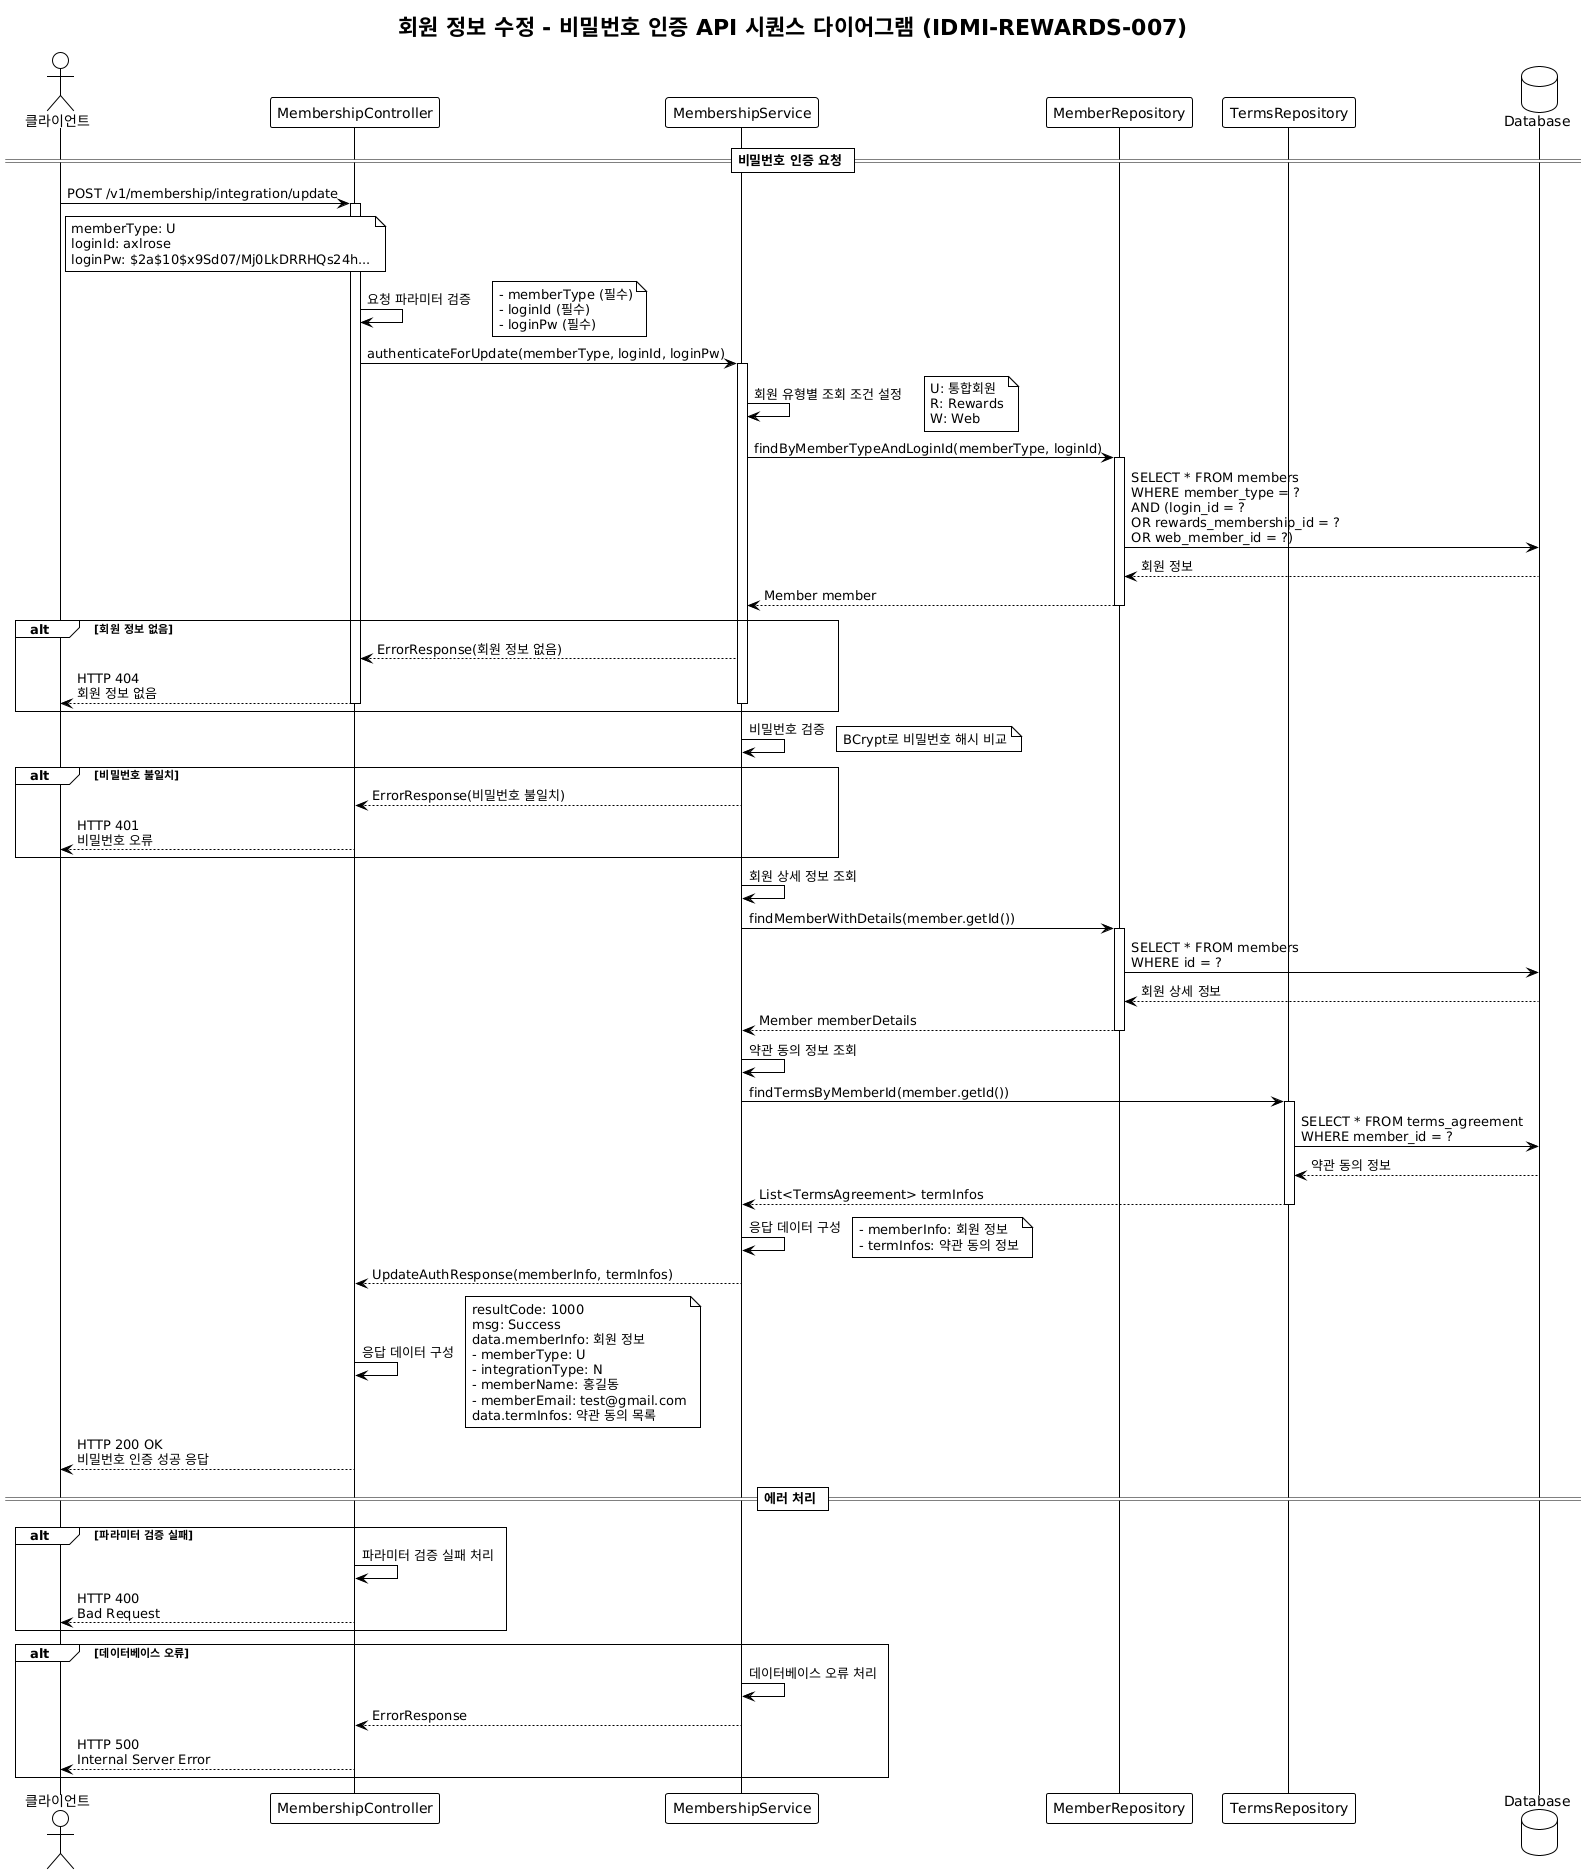 회원 정보 수정 - 비밀번호 인증 API 시퀀스 다이어그램 (IDMI-REWARDS-007)
클라이언트
MembershipController
MembershipService
MemberRepository
TermsRepository
Database
비밀번호 인증 요청
POST /v1/membership/integration/update
memberType: U
loginId: axlrose
loginPw: $2a$10$x9Sd07/Mj0LkDRRHQs24h...
요청 파라미터 검증
- memberType (필수)
- loginId (필수)
- loginPw (필수)
authenticateForUpdate(memberType, loginId, loginPw)
회원 유형별 조회 조건 설정
U: 통합회원
R: Rewards
W: Web
findByMemberTypeAndLoginId(memberType, loginId)
SELECT * FROM members
WHERE member_type = ?
AND (login_id = ?
OR rewards_membership_id = ?
OR web_member_id = ?)
회원 정보
Member member
alt [회원 정보 없음]
ErrorResponse(회원 정보 없음)
HTTP 404
회원 정보 없음
비밀번호 검증
BCrypt로 비밀번호 해시 비교
alt [비밀번호 불일치]
ErrorResponse(비밀번호 불일치)
HTTP 401
비밀번호 오류
회원 상세 정보 조회
findMemberWithDetails(member.getId())
SELECT * FROM members
WHERE id = ?
회원 상세 정보
Member memberDetails
약관 동의 정보 조회
findTermsByMemberId(member.getId())
SELECT * FROM terms_agreement
WHERE member_id = ?
약관 동의 정보
List<TermsAgreement> termInfos
응답 데이터 구성
- memberInfo: 회원 정보
- termInfos: 약관 동의 정보
UpdateAuthResponse(memberInfo, termInfos)
응답 데이터 구성
resultCode: 1000
msg: Success
data.memberInfo: 회원 정보
- memberType: U
- integrationType: N
- memberName: 홍길동
- memberEmail: test@gmail.com
data.termInfos: 약관 동의 목록
HTTP 200 OK
비밀번호 인증 성공 응답
에러 처리
alt [파라미터 검증 실패]
파라미터 검증 실패 처리
HTTP 400
Bad Request
alt [데이터베이스 오류]
데이터베이스 오류 처리
ErrorResponse
HTTP 500
Internal Server Error
클라이언트
MembershipController
MembershipService
MemberRepository
TermsRepository
Database